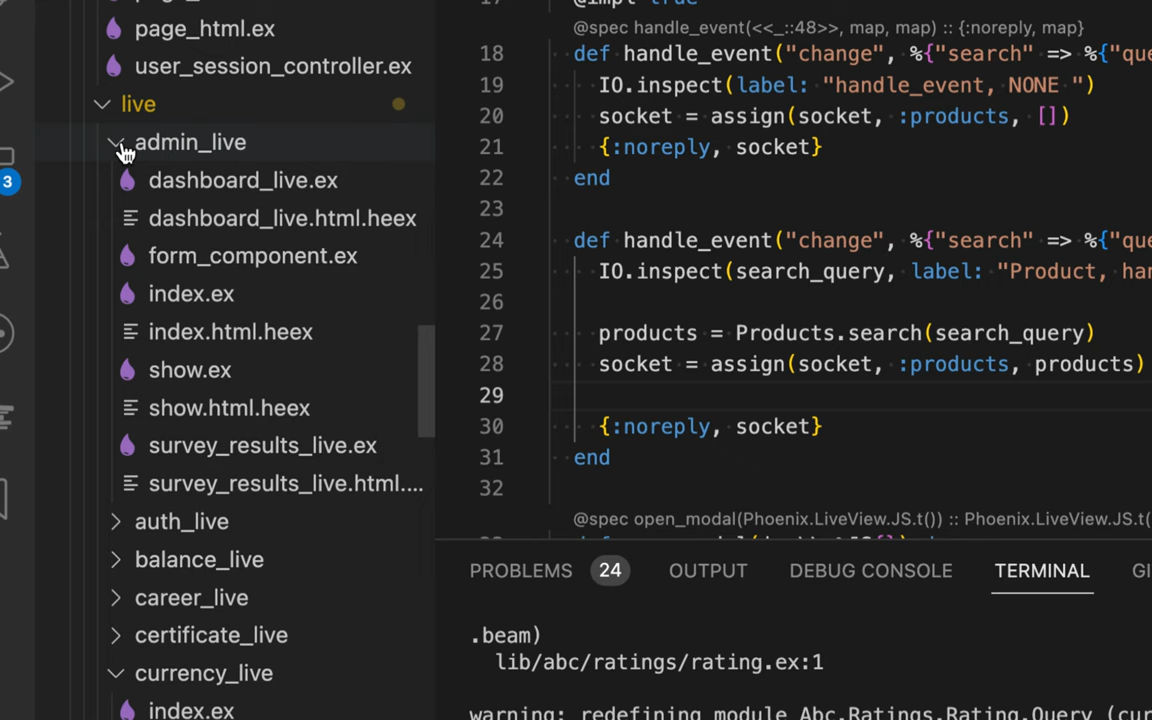 page_html.ex
user_session_controller.ex
live
admin_live
dashboard_live.ex
dashboard_live.html.heex
form_component.ex
index.ex
index.html.heex
show.ex
show.html.heex
survey_results_live.ex
survey_results_live.html....
auth_live
balance_live
career_live
certificate_live
currency_live
index.ex
3
17 @impl true
@spec handle_event(<<_::48>>, map, map) :: {:noreply, map}
18 def handle_event("change", %{"search" => %{"que
19 IO.inspect(label: "handle_event, NONE ")
20 socket = assign(socket, :products, [])
21 {:noreply, socket}
22 end
23
24 def handle_event("change", %{"search" => %{"que
25 IO.inspect(search_query, label: "Product, han
26
27 products = Products.search(search_query)
28 socket = assign(socket, :products, products)
29
30 {:noreply, socket}
31 end
32
@spec open_modal(Phoenix.LiveView.JS.t()) :: Phoenix.LiveView.JS.t(
PROBLEMS 24 OUTPUT DEBUG CONSOLE TERMINAL GI
.beam)
lib/abc/ratings/rating.ex:1
warning: redefining module Abc.Ratings.Rating.Query (cur